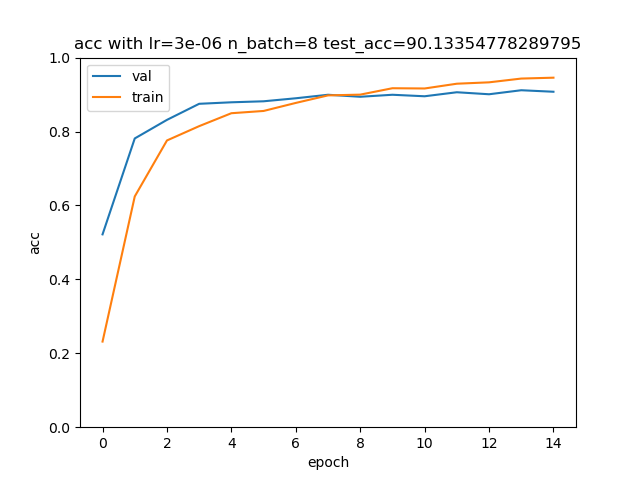 acc with lr=3e-06 n_batch=8 test_acc=90.13354778289795
val
train
1.0
0.8
0.6
0.4
0.2
0.0
acc
0 2 4 6 8 10 12 14
epoch